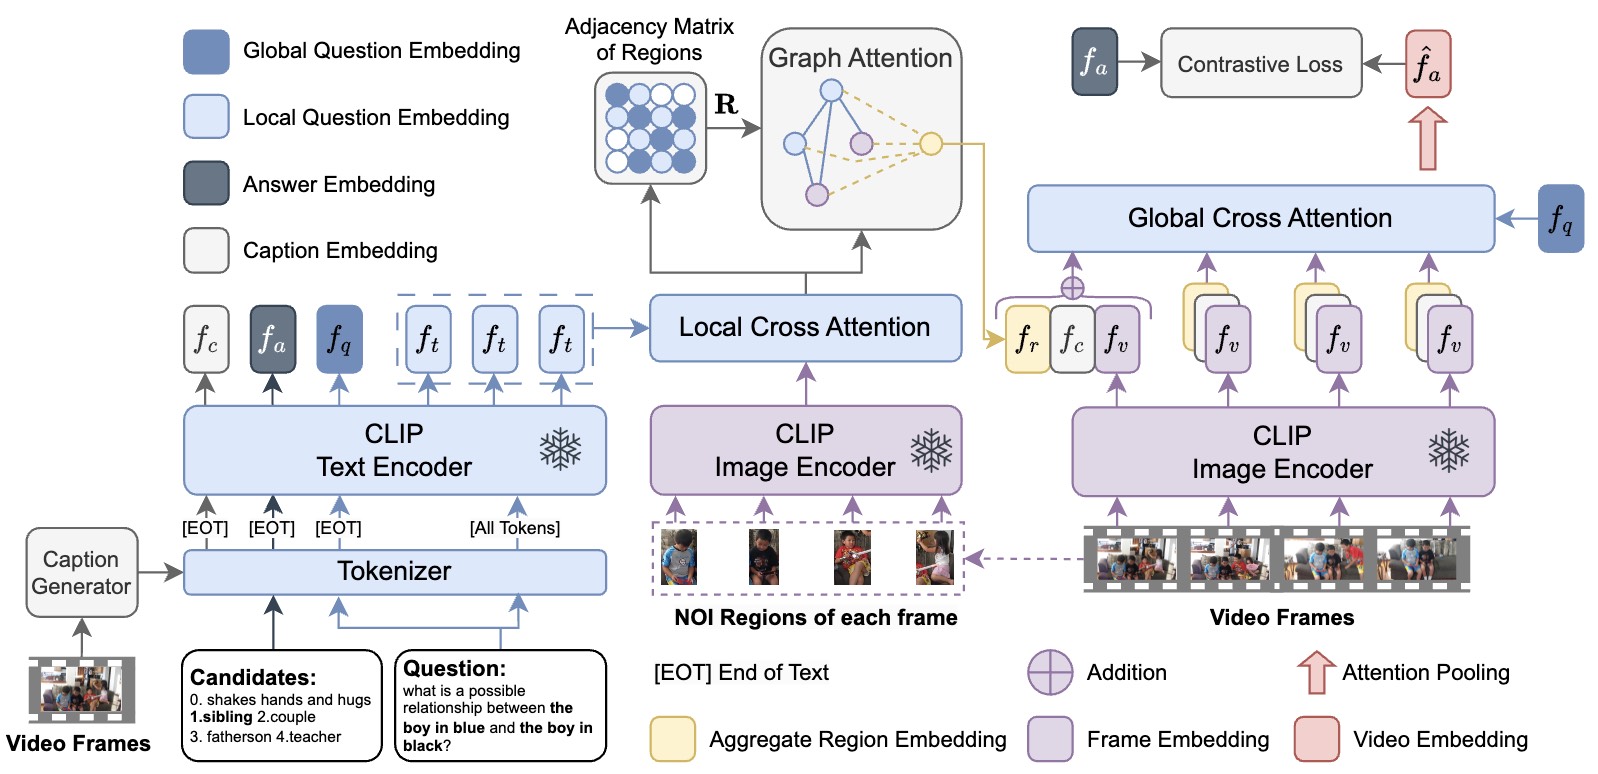 Adjacency Matrix
of Regions
Graph Attention
R
f_a
Contrastive Loss
f̂_a
Global Question Embedding
Local Question Embedding
Answer Embedding
Caption Embedding
Global Cross Attention
f_q
f_c
f_a
f_q
f_t
f_t
f_t
Local Cross Attention
f_r
f_c
f_v
f_v
f_v
f_v
CLIP
Text Encoder
CLIP
Image Encoder
CLIP
Image Encoder
[EOT]
[EOT]
[EOT]
[All Tokens]
Caption
Generator
Tokenizer
NOI Regions of each frame
Video Frames
Candidates:
0. shakes hands and hugs
1.sibling 2.couple
3. fatherson 4.teacher
Question:
what is a possible
relationship between the
boy in blue and the boy in
black?
Video Frames
[EOT] End of Text
Addition
Attention Pooling
Aggregate Region Embedding
Frame Embedding
Video Embedding